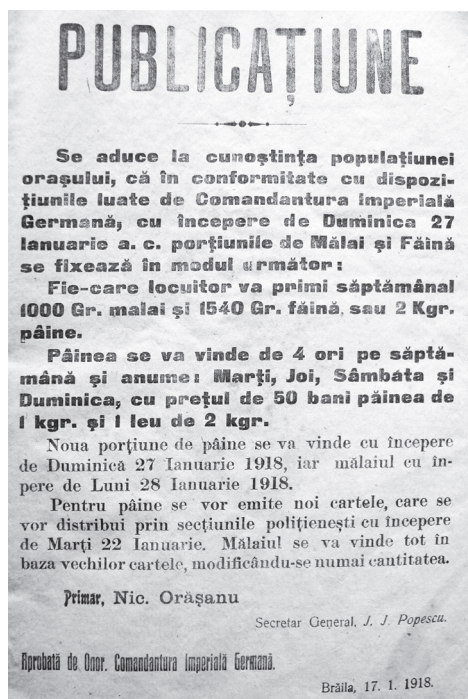 PUBLICAȚIUNE
Se aduce la cunoștința populațiunei
orașului, că în conformitate cu dispozi-
țiunile luate de Comandantura Imperială
Germană, cu începere de Duminica 27
Ianuarie a. c. porțiunile de Mălai și Făină
se fixează în modul următor:
Fie-care locuitor va primi săptămânal
1000 Gr. malai și 1540 Gr. făină, sau 2 Kgr.
pâine.
Pâinea se va vinde de 4 ori pe săptă-
mână și anume: Marți, Joi, Sâmbăta și
Duminica, cu prețul de 50 bani păinea de
1 kgr. și 1 leu de 2 kgr.
Noua porțiune de pâine se va vinde cu începere
de Duminică 27 Ianuarie 1918, iar mălaiul cu în-
pere de Luni 28 Ianuarie 1918.
Pentru pâine se vor emite noi cartele, care se
vor distribui prin secțiunile polițienești cu începere
de Marți 22 Ianuarie. Mălaiul se va vinde tot în
baza vechilor cartele, modificându-se numai cantitatea.
Primar, Nic. Orășanu
Secretar General, J. J. Popescu.
Aprobată de Onor. Comandantura Imperială Germană.
Brăila, 17. 1. 1918.